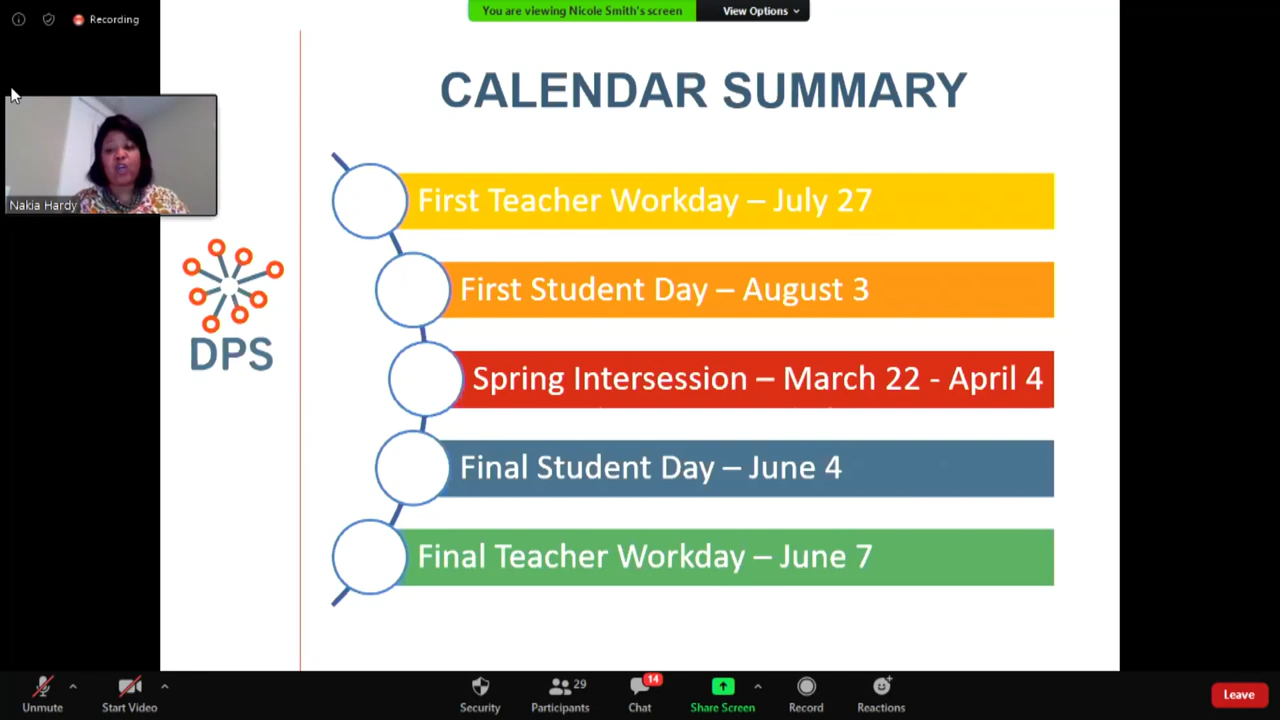 Recording
You are viewing Nicole Smith's screen
View Options
CALENDAR SUMMARY
Nakia Hardy
First Teacher Workday – July 27
First Student Day – August 3
DPS
Spring Intersession – March 22 - April 4
Final Student Day – June 4
Final Teacher Workday – June 7
Unmute
Start Video
Security
Participants
29
Chat
14
Share Screen
Record
Reactions
Leave